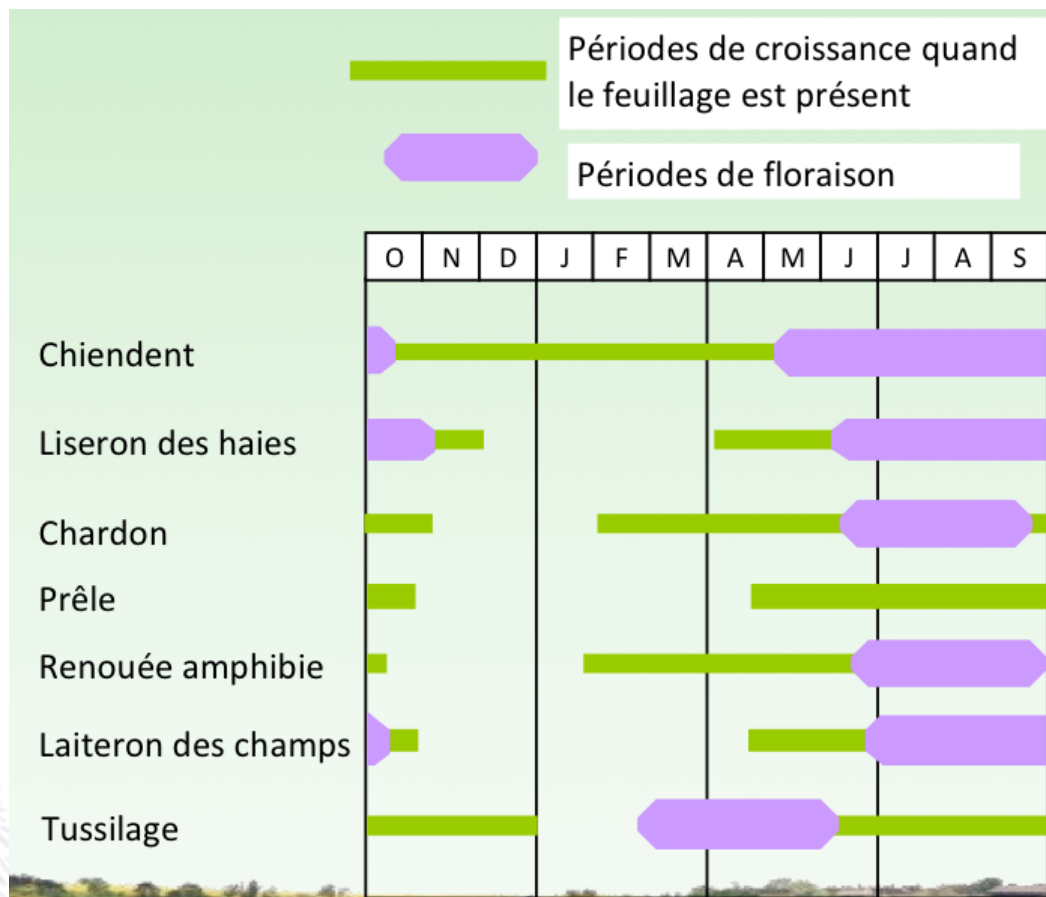 Périodes de croissance quand
le feuillage est présent
Périodes de floraison
O N D J F M A M J J A S
Chiendent
Liseron des haies
Chardon
Prêle
Renouée amphibie
Laiteron des champs
Tussilage